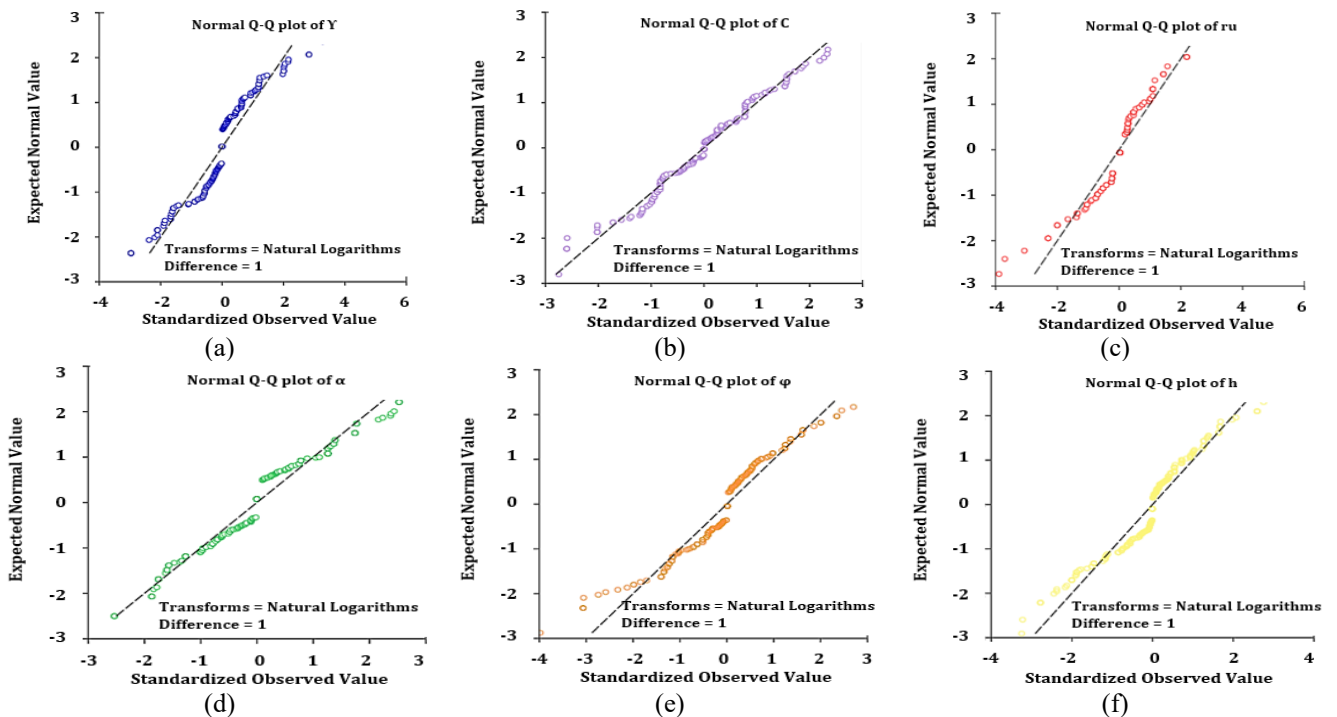 Normal Q-Q plot of Y
Expected Normal Value
3
2
1
0
-1
-2
-3
Transforms = Natural Logarithms
Difference = 1
-4 -2 0 2 4 6
Standardized Observed Value
(a)
Normal Q-Q plot of C
Expected Normal Value
3
2
1
0
-1
-2
-3
Transforms = Natural Logarithms
Difference = 1
-3 -2 -1 0 1 2 3
Standardized Observed Value
(b)
Normal Q-Q plot of ru
Expected Normal Value
3
2
1
0
-1
-2
-3
Transforms = Natural Logarithms
Difference = 1
-4 -2 0 2 4 6
Standardized Observed Value
(c)
Normal Q-Q plot of α
Expected Normal Value
3
2
1
0
-1
-2
-3
Transforms = Natural Logarithms
Difference = 1
-3 -2 -1 0 1 2 3
Standardized Observed Value
(d)
Normal Q-Q plot of φ
Expected Normal Value
3
2
1
0
-1
-2
-3
Transforms = Natural Logarithms
Difference = 1
-4 -3 -2 -1 0 1 2 3
Standardized Observed Value
(e)
Normal Q-Q plot of h
Expected Normal Value
3
2
1
0
-1
-2
-3
Transforms = Natural Logarithms
Difference = 1
-4 -2 0 2 4
Standardized Observed Value
(f)